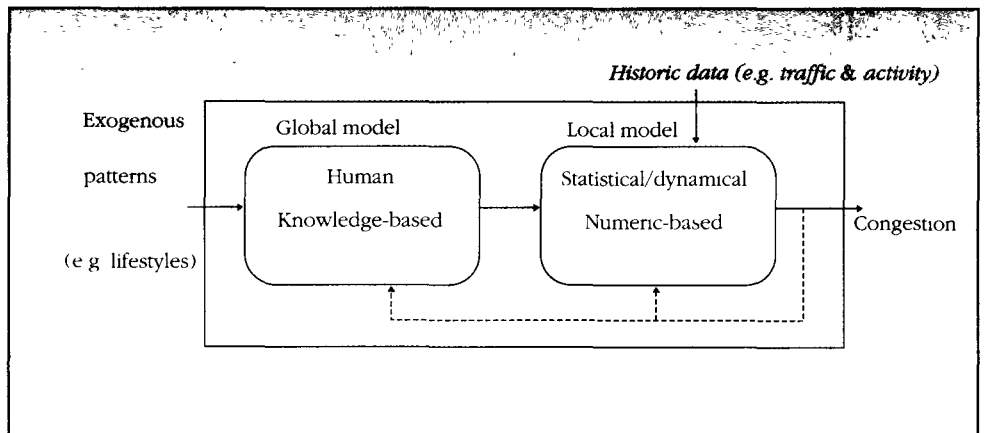 Historic data (e.g. traffic & activity)
Exogenous
patterns
(e g lifestyles)
Global model
Human
Knowledge-based
Local model
Statistical/dynamical
Numeric-based
Congestion